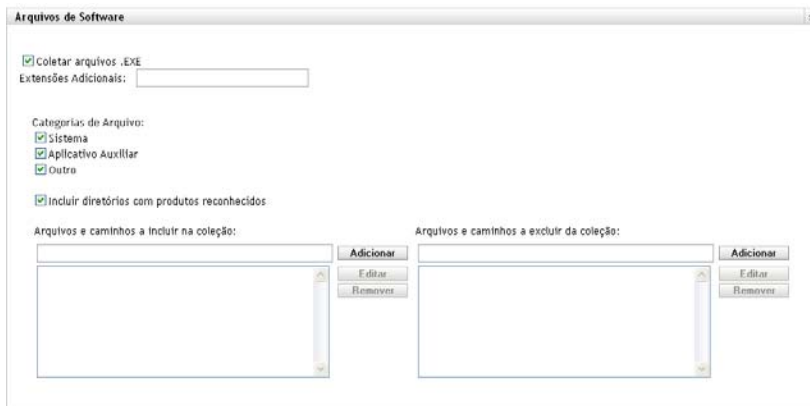 Arquivos de Software
Coletar arquivos .EXE
Extensões Adicionais:
Categorias de Arquivo:
Sistema
Aplicativo Auxiliar
Outro
Incluir diretórios com produtos reconhecidos
Arquivos e caminhos a incluir na coleção:
Adicionar
Editar
Remover
Arquivos e caminhos a excluir da coleção:
Adicionar
Editar
Remover